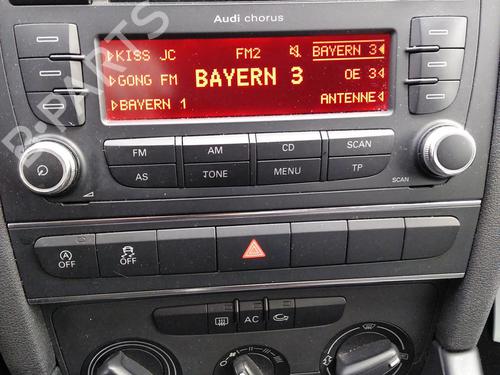 Audi chorus
KISS JC FM2 BAYERN 3
GONG FM BAYERN 3 OE 3
BAYERN 1 ANTENNE
FM AM CD SCAN
AS TONE MENU TP SCAN
OFF OFF
AC
B-PARTS